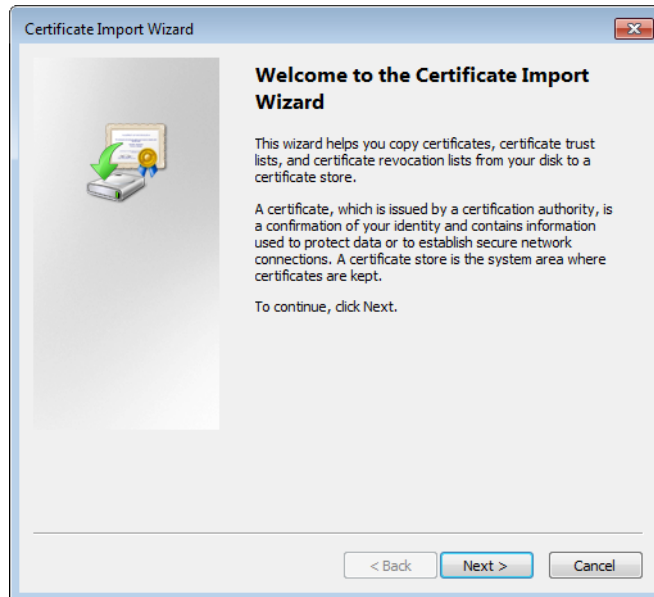 Certificate Import Wizard
Welcome to the Certificate Import
Wizard
This wizard helps you copy certificates, certificate trust
lists, and certificate revocation lists from your disk to a
certificate store.
A certificate, which is issued by a certification authority, is
a confirmation of your identity and contains information
used to protect data or to establish secure network
connections. A certificate store is the system area where
certificates are kept.
To continue, click Next.
< Back Next > Cancel